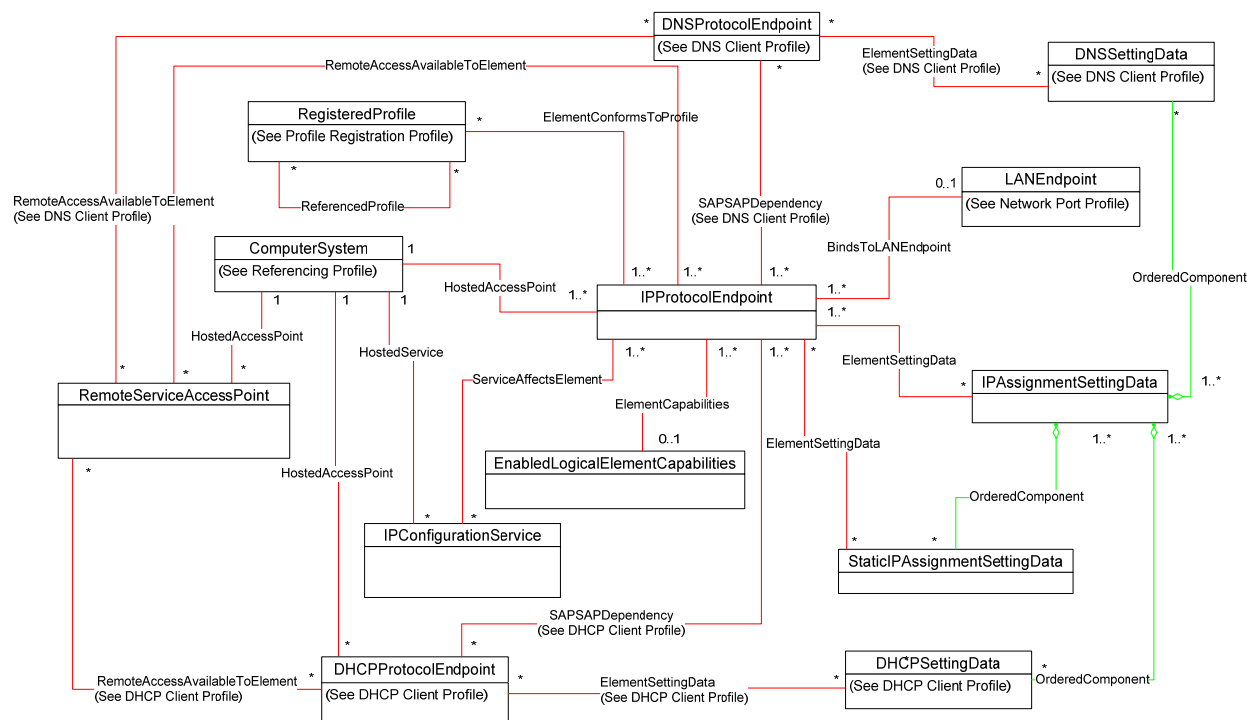 *
DNSProtocolEndpoint
(See DNS Client Profile)
*
*
ElementSettingData
(See DNS Client Profile)
*
DNSSettingData
(See DNS Client Profile)
*
RemoteAccessAvailableToElement
RegisteredProfile
(See Profile Registration Profile)
*
*
*
ReferencedProfile
ElementConformsToProfile
RemoteAccessAvailableToElement
(See DNS Client Profile)
SAPSAPDependency
(See DNS Client Profile)
0..1
LANEndpoint
(See Network Port Profile)
BindsToLANEndpoint
OrderedComponent
ComputerSystem
(See Referencing Profile)
1
1
1
1
HostedAccessPoint
1..*
1..*
1..*
1..*
IPProtocolEndpoint
1..*
1..*
HostedAccessPoint
HostedService
ServiceAffectsElement
1..*
1..*
1..*
*
ElementSettingData
*
IPAssignmentSettingData
1..*
1..*
1..*
*
*
*
RemoteServiceAccessPoint
*
ElementCapabilities
0..1
EnabledLogicalElementCapabilities
ElementSettingData
OrderedComponent
HostedAccessPoint
*
*
IPConfigurationService
*
*
StaticIPAssignmentSettingData
SAPSAPDependency
(See DHCP Client Profile)
*
*
RemoteAccessAvailableToElement
(See DHCP Client Profile)
*
DHCPProtocolEndpoint
(See DHCP Client Profile)
*
ElementSettingData
(See DHCP Client Profile)
*
DHCPSettingData
(See DHCP Client Profile)
*
*
OrderedComponent